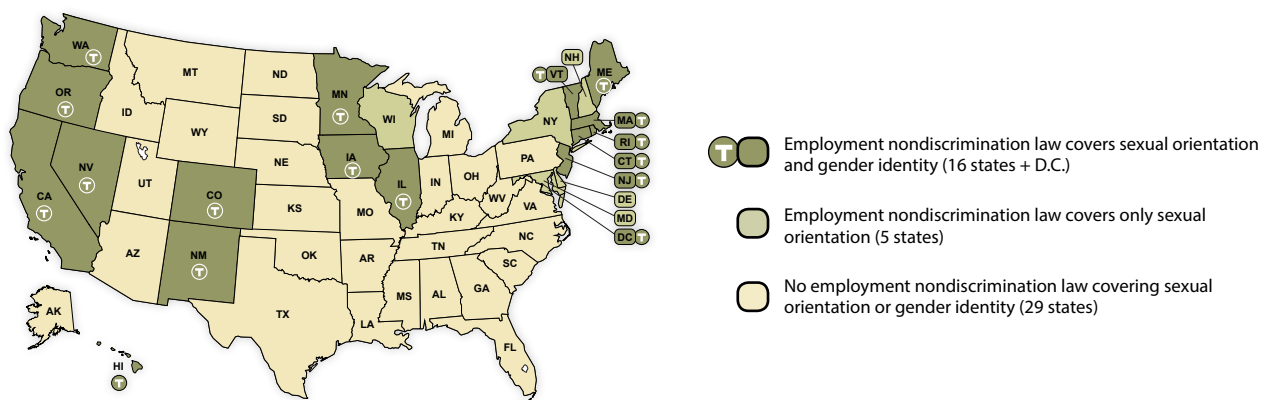 WA
T
MT
ND
MN
T
VT
T
NH
ME
T
OR
T
ID
SD
WI
NY
MA
T
WY
MI
RI
T
CT
T
NV
T
NE
IA
T
PA
NJ
T
CA
T
UT
CO
T
IL
T
IN
OH
DE
WV
MD
KS
MO
KY
VA
DC
T
AZ
NM
T
OK
AR
TN
NC
SC
MS
AL
GA
TX
LA
AK
FL
HI
T
T
Employment nondiscrimination law covers sexual orientation
and gender identity (16 states + D.C.)
Employment nondiscrimination law covers only sexual
orientation (5 states)
No employment nondiscrimination law covering sexual
orientation or gender identity (29 states)